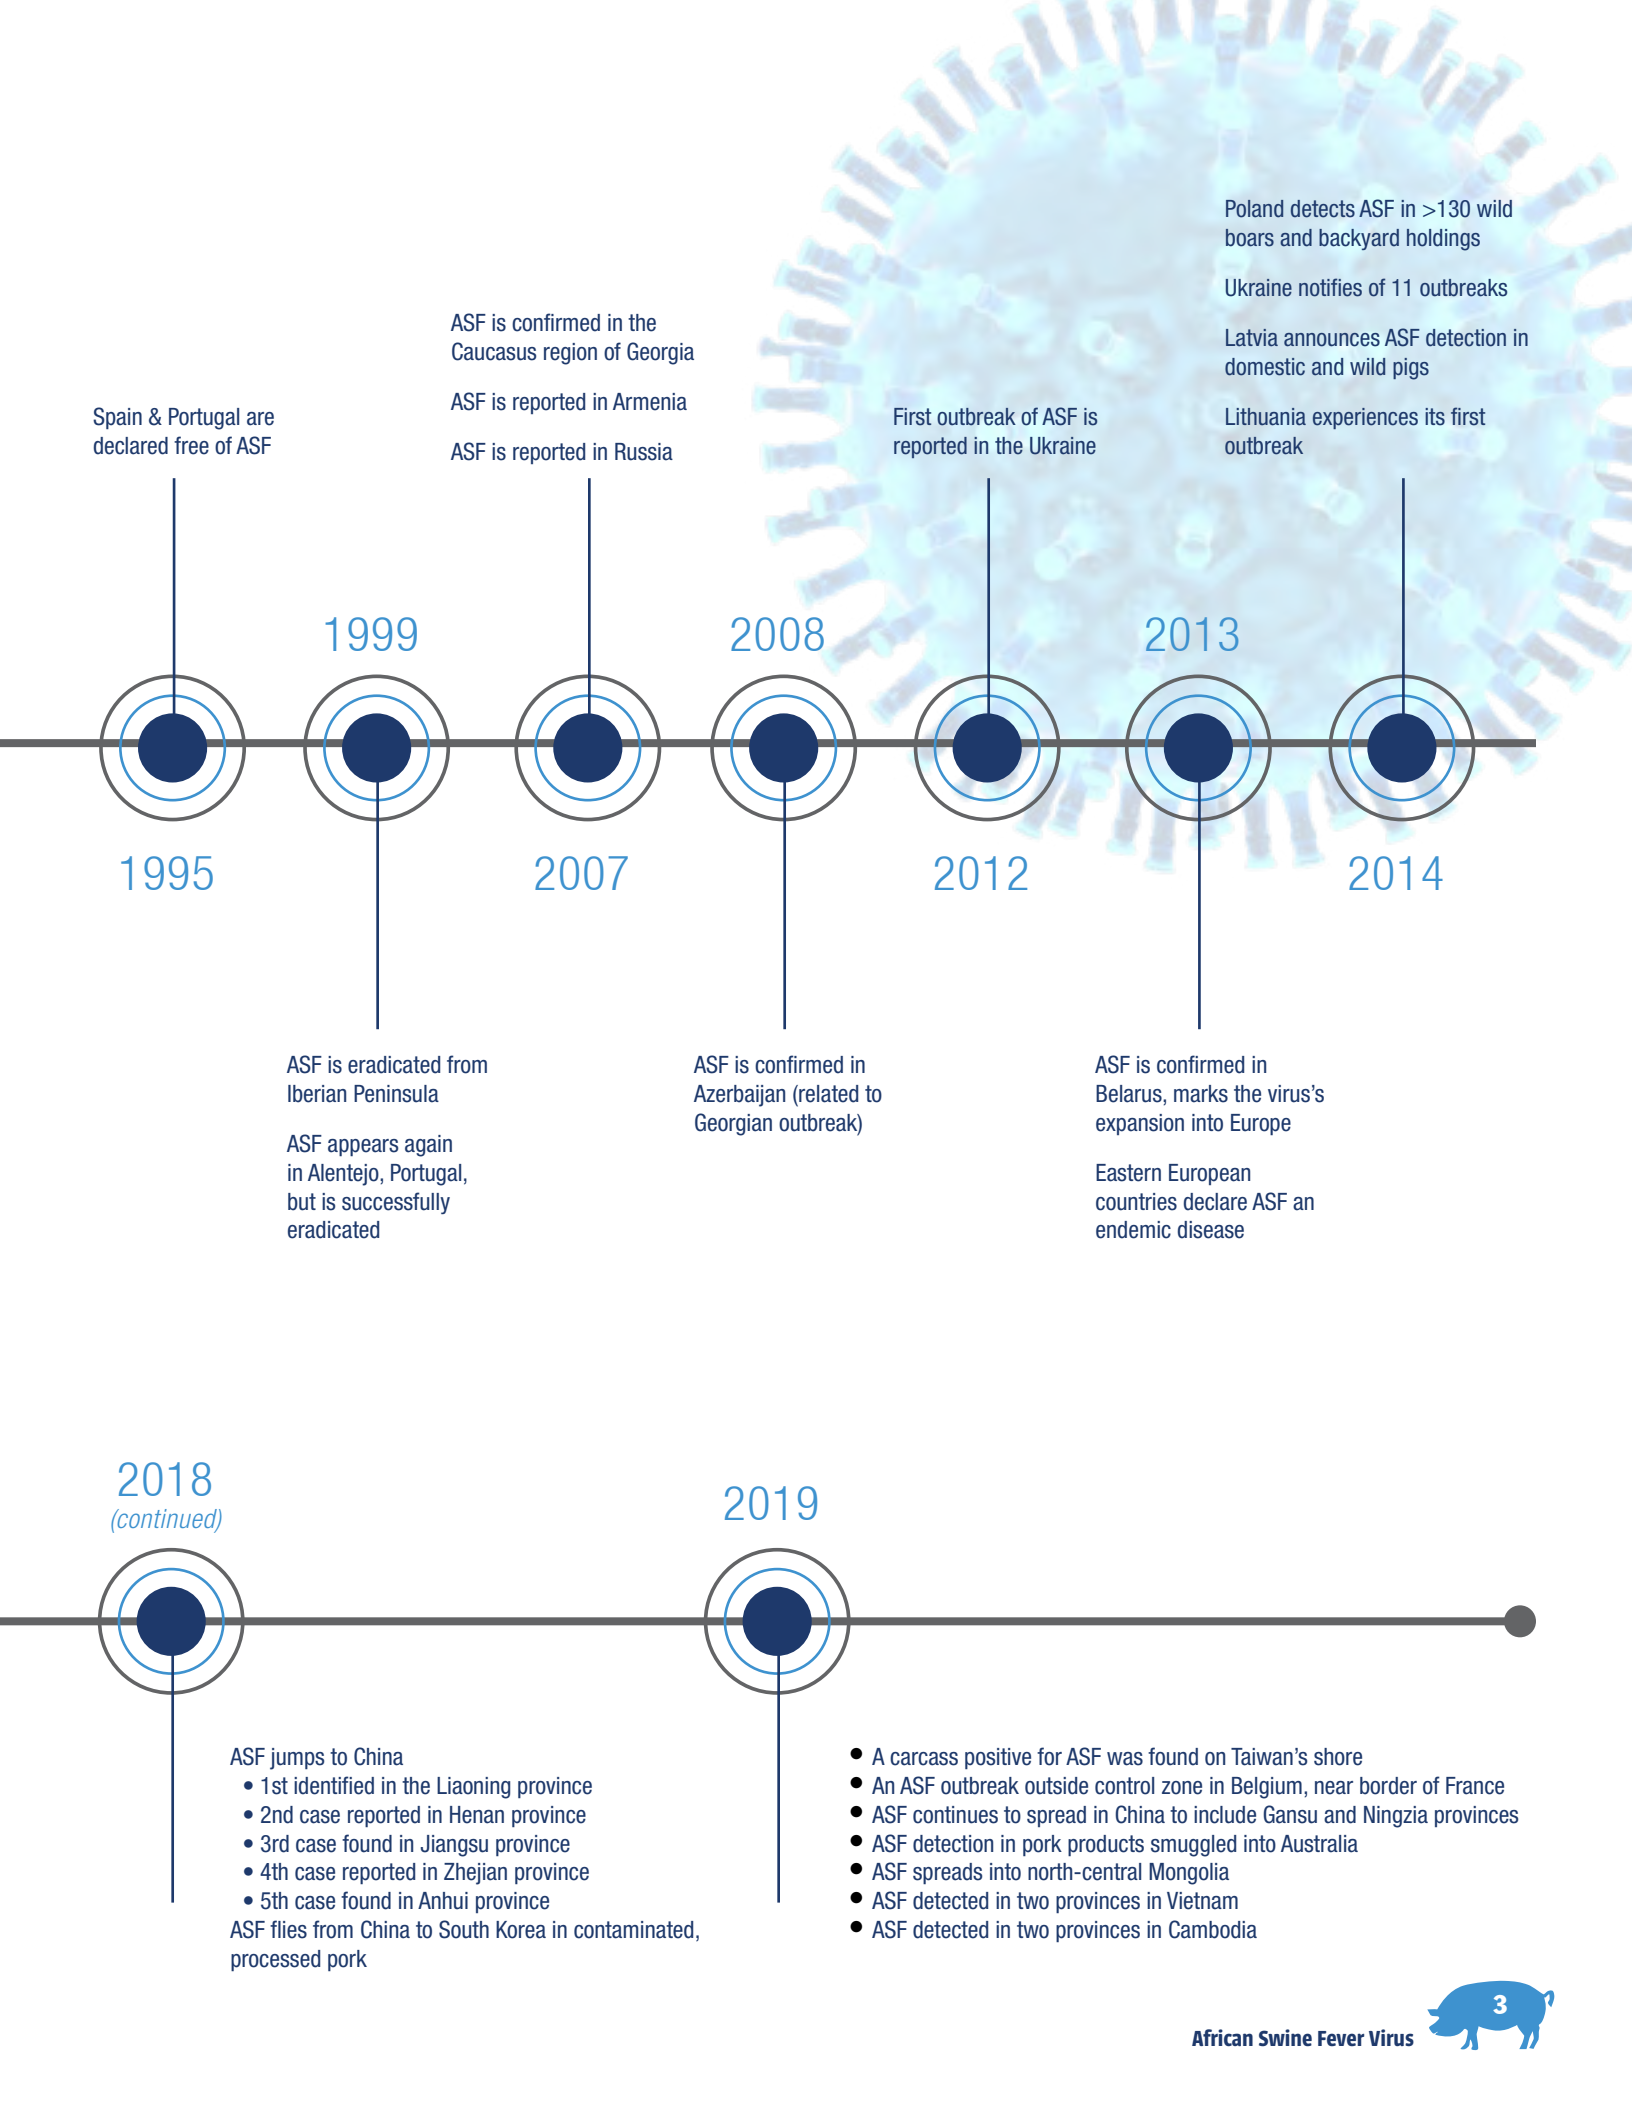 1995
Spain & Portugal are
declared free of ASF
1999
ASF is eradicated from
Iberian Peninsula
ASF appears again
in Alentejo, Portugal,
but is successfully
eradicated
2007
ASF is confirmed in the
Caucasus region of Georgia
ASF is reported in Armenia
ASF is reported in Russia
2008
ASF is confirmed in
Azerbaijan (related to
Georgian outbreak)
2012
First outbreak of ASF is
reported in the Ukraine
2013
ASF is confirmed in
Belarus, marks the virus’s
expansion into Europe
Eastern European
countries declare ASF an
endemic disease
2014
Poland detects ASF in >130 wild
boars and backyard holdings
Ukraine notifies of 11 outbreaks
Latvia announces ASF detection in
domestic and wild pigs
Lithuania experiences its first
outbreak
2018
(continued)
ASF jumps to China
• 1st identified in the Liaoning province
• 2nd case reported in Henan province
• 3rd case found in Jiangsu province
• 4th case reported in Zhejian province
• 5th case found in Anhui province
ASF flies from China to South Korea in contaminated,
processed pork
2019
• A carcass positive for ASF was found on Taiwan’s shore
• An ASF outbreak outside control zone in Belgium, near border of France
• ASF continues to spread in China to include Gansu and Ningzia provinces
• ASF detection in pork products smuggled into Australia
• ASF spreads into north-central Mongolia
• ASF detected in two provinces in Vietnam
• ASF detected in two provinces in Cambodia
African Swine Fever Virus
3